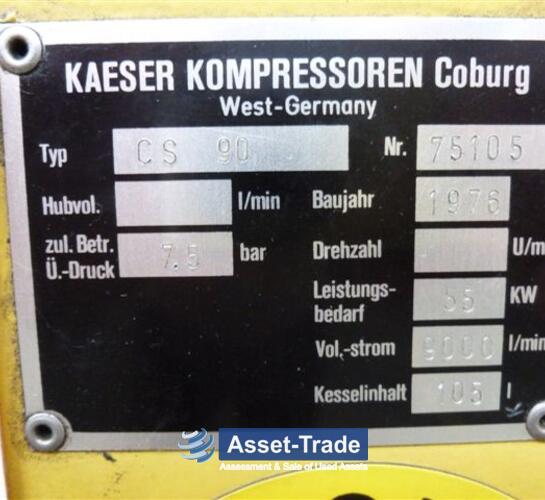 KAESER KOMPRESSOREN Coburg
West-Germany
Typ CS 90 Nr. 75105
Hubvol. l/min Baujahr 1976
zul. Betr. Ü.-Druck 7.5 bar Drehzahl U/m
Leistungs-bedarf 55 KW
Vol.-strom 9000 l/min
Kesselinhalt 105 l
Asset-Trade
Assessment & Sale of Used Assets